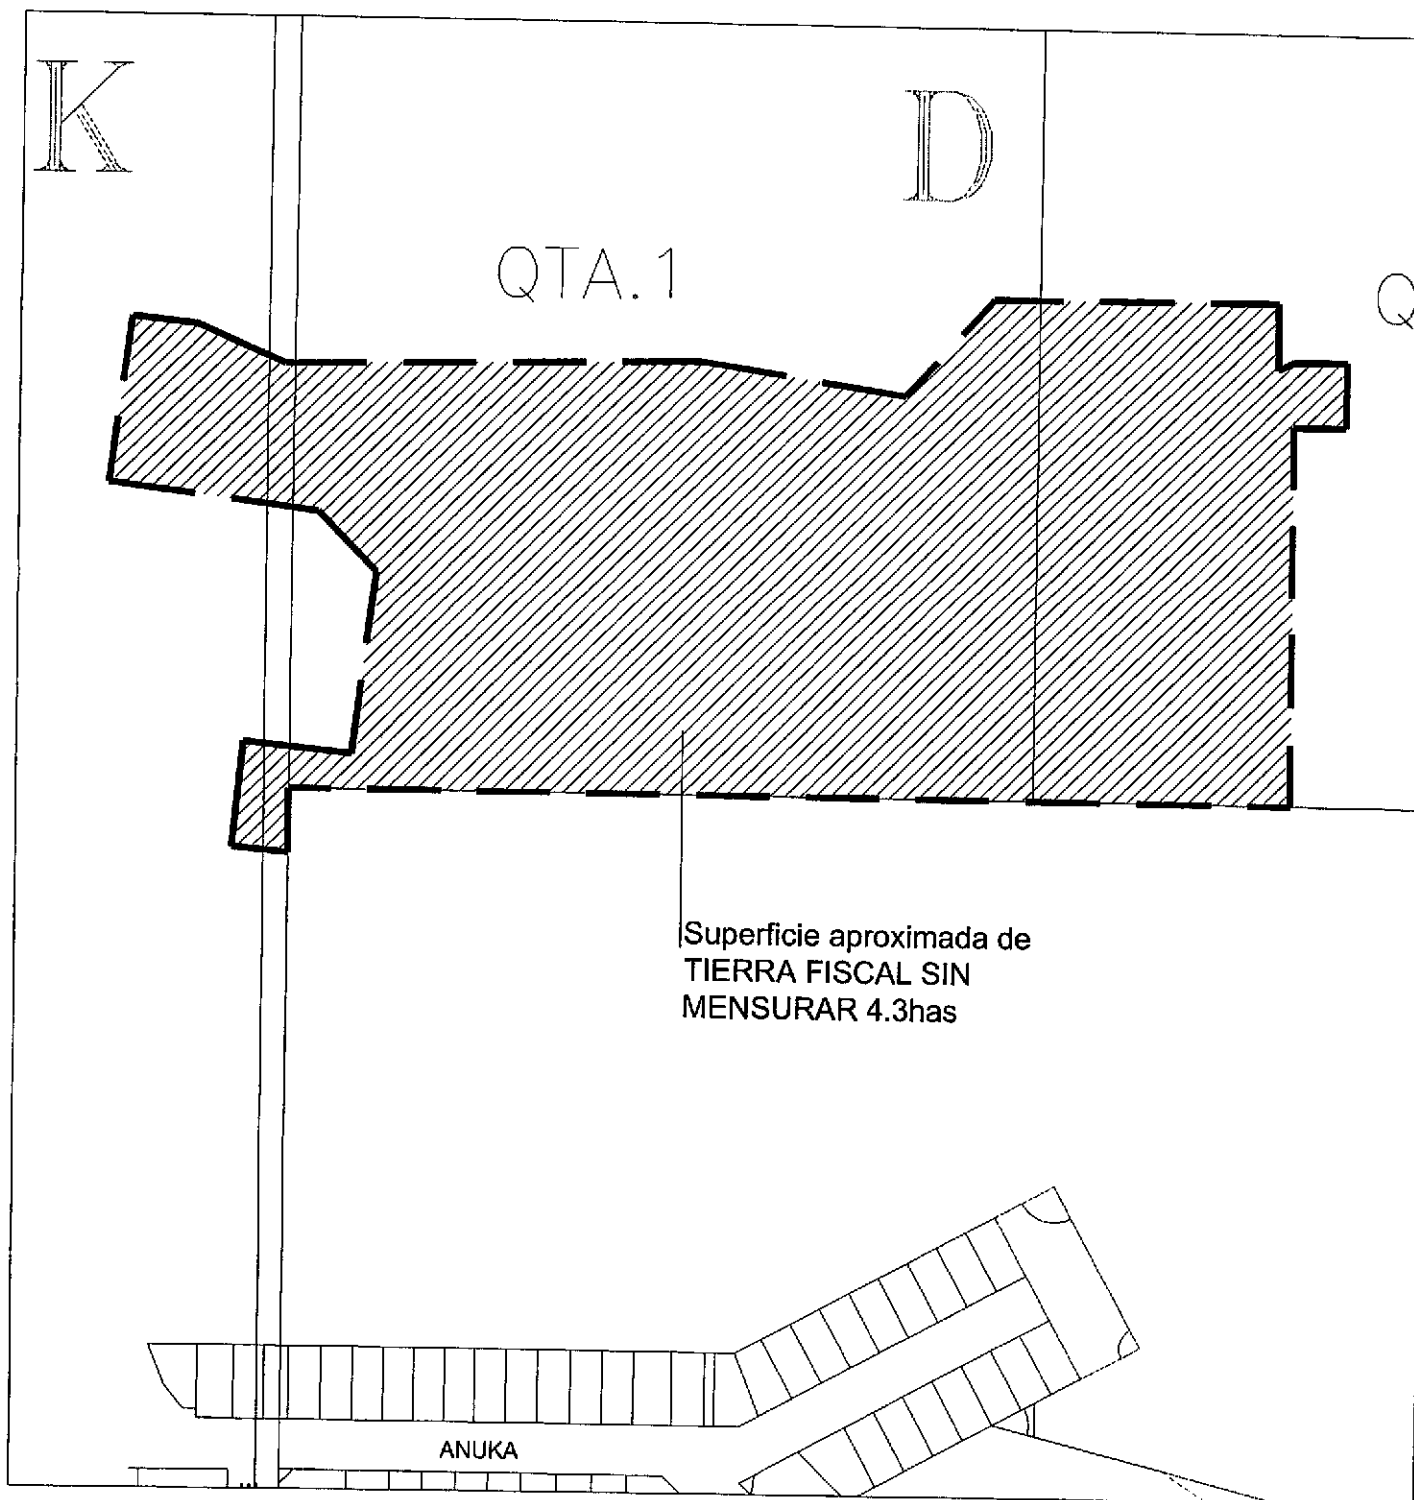 K
D
QTA.1
Q
Superficie aproximada de
TIERRA FISCAL SIN
MENSURAR 4.3has
ANUKA